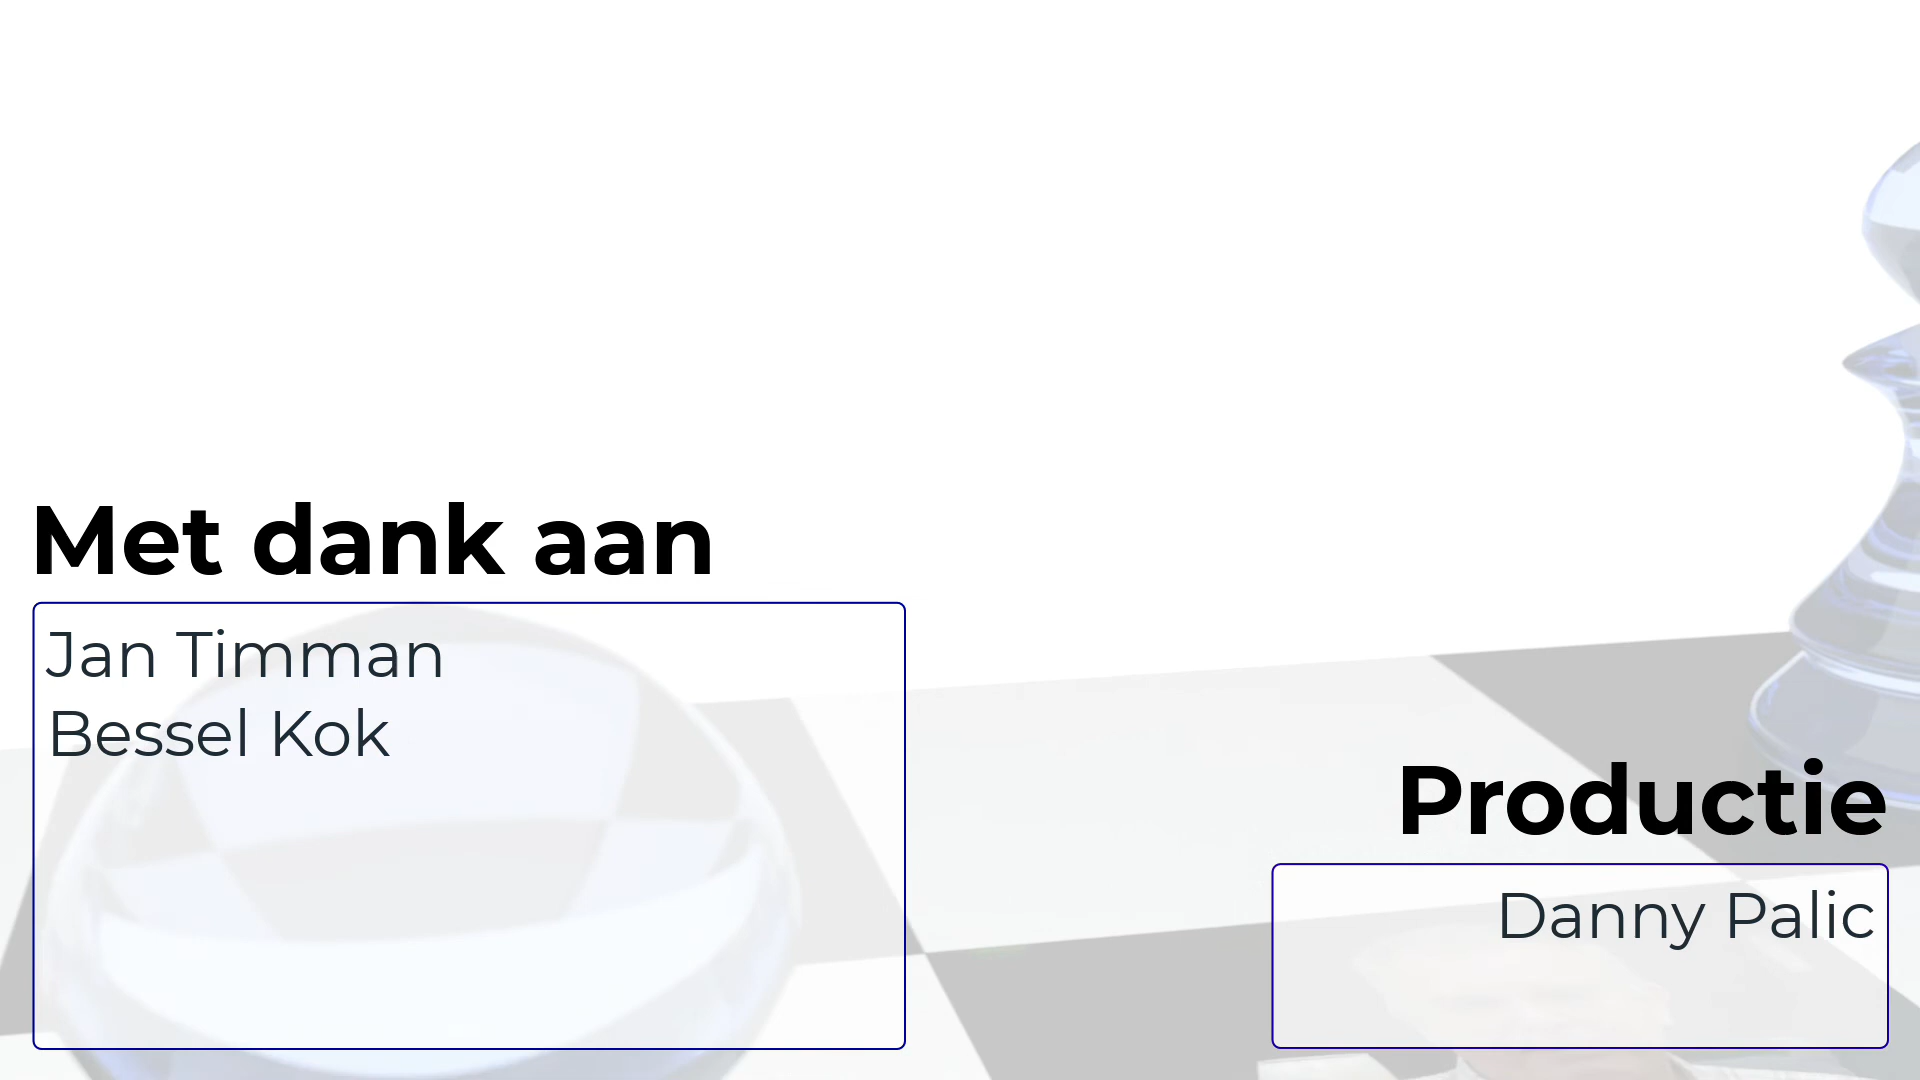 Met dank aan
Jan Timman
Bessel Kok
Productie
Danny Palic